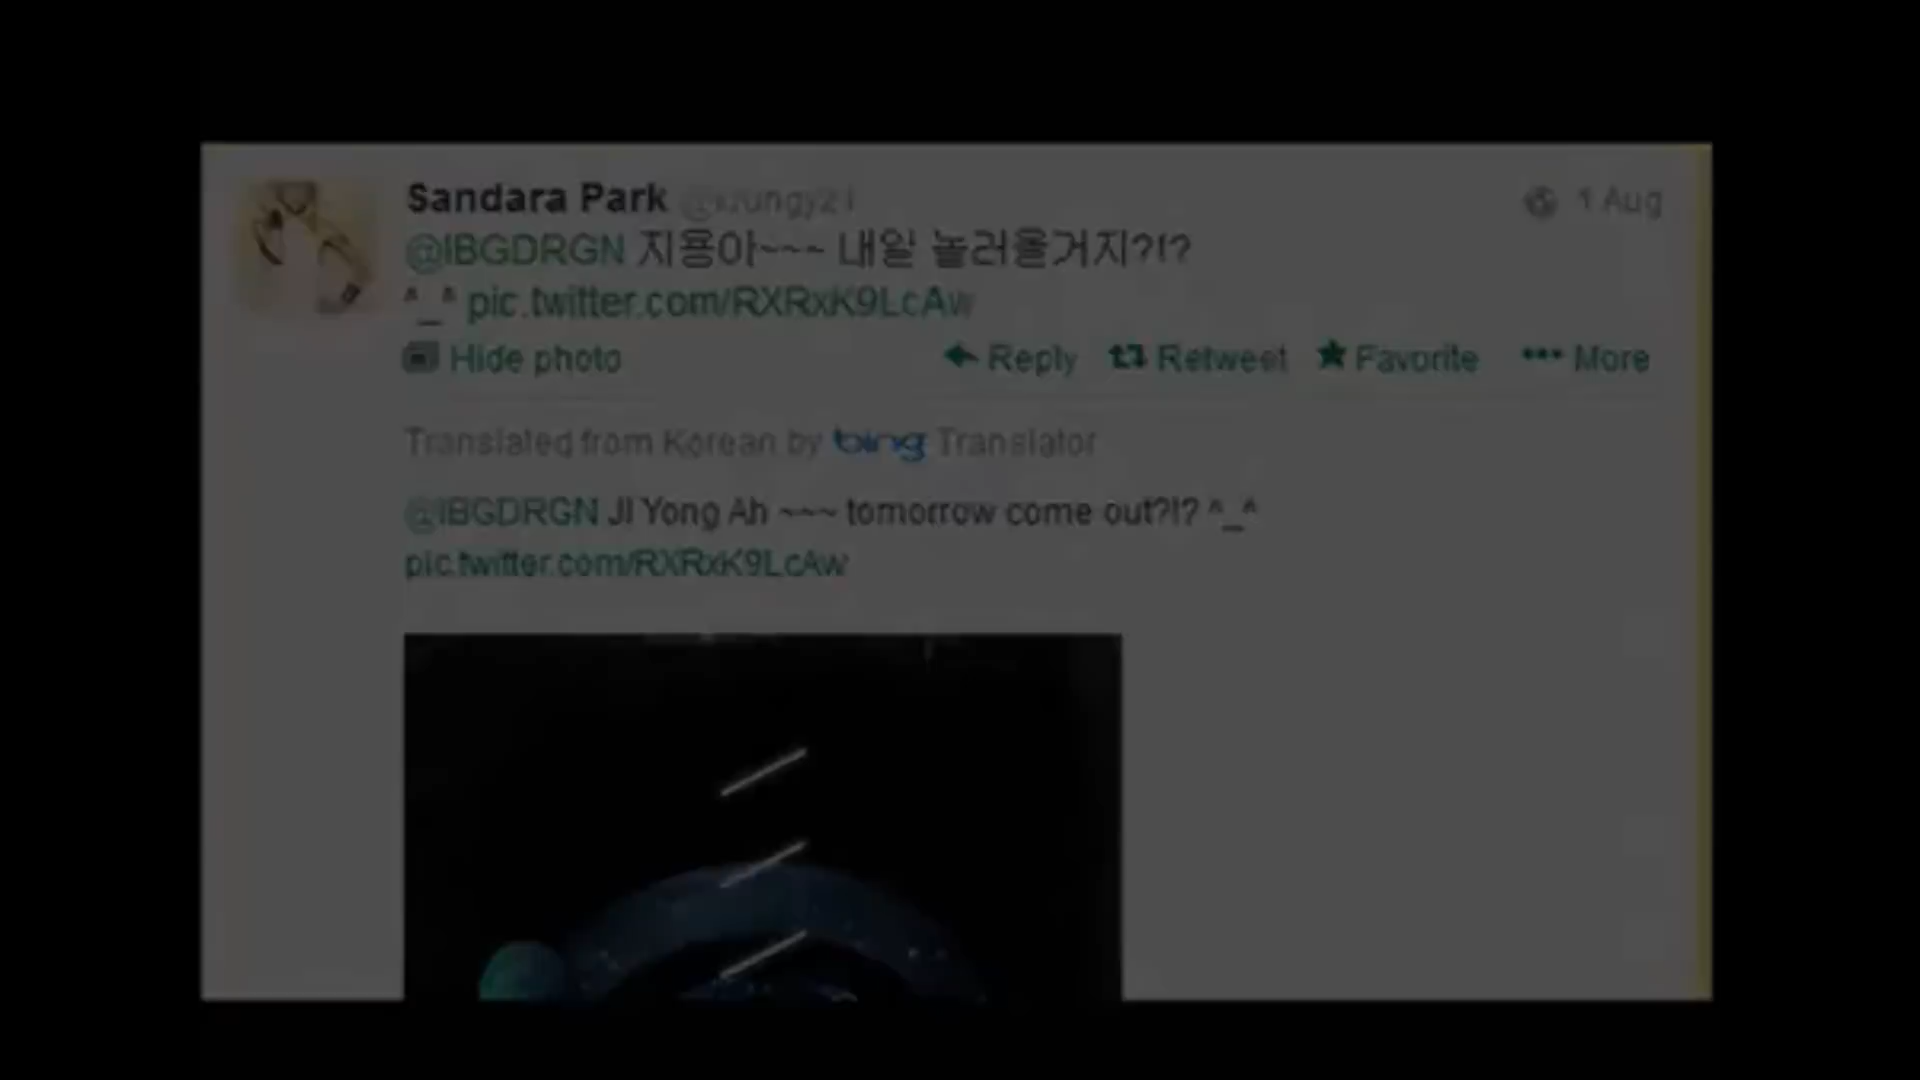 Sandara Park @krungy21
1 Aug
@IBGDRGN 지용아~~~ 내일 놀러올거지?!?
^_^ pic.twitter.com/RXRxK9LcAw
Hide photo
Reply Retweet Favorite More
Translated from Korean by bing Translator
@IBGDRGN JI Yong Ah ~~~ tomorrow come out?!? ^_^
pic.twitter.com/RXRxK9LcAw